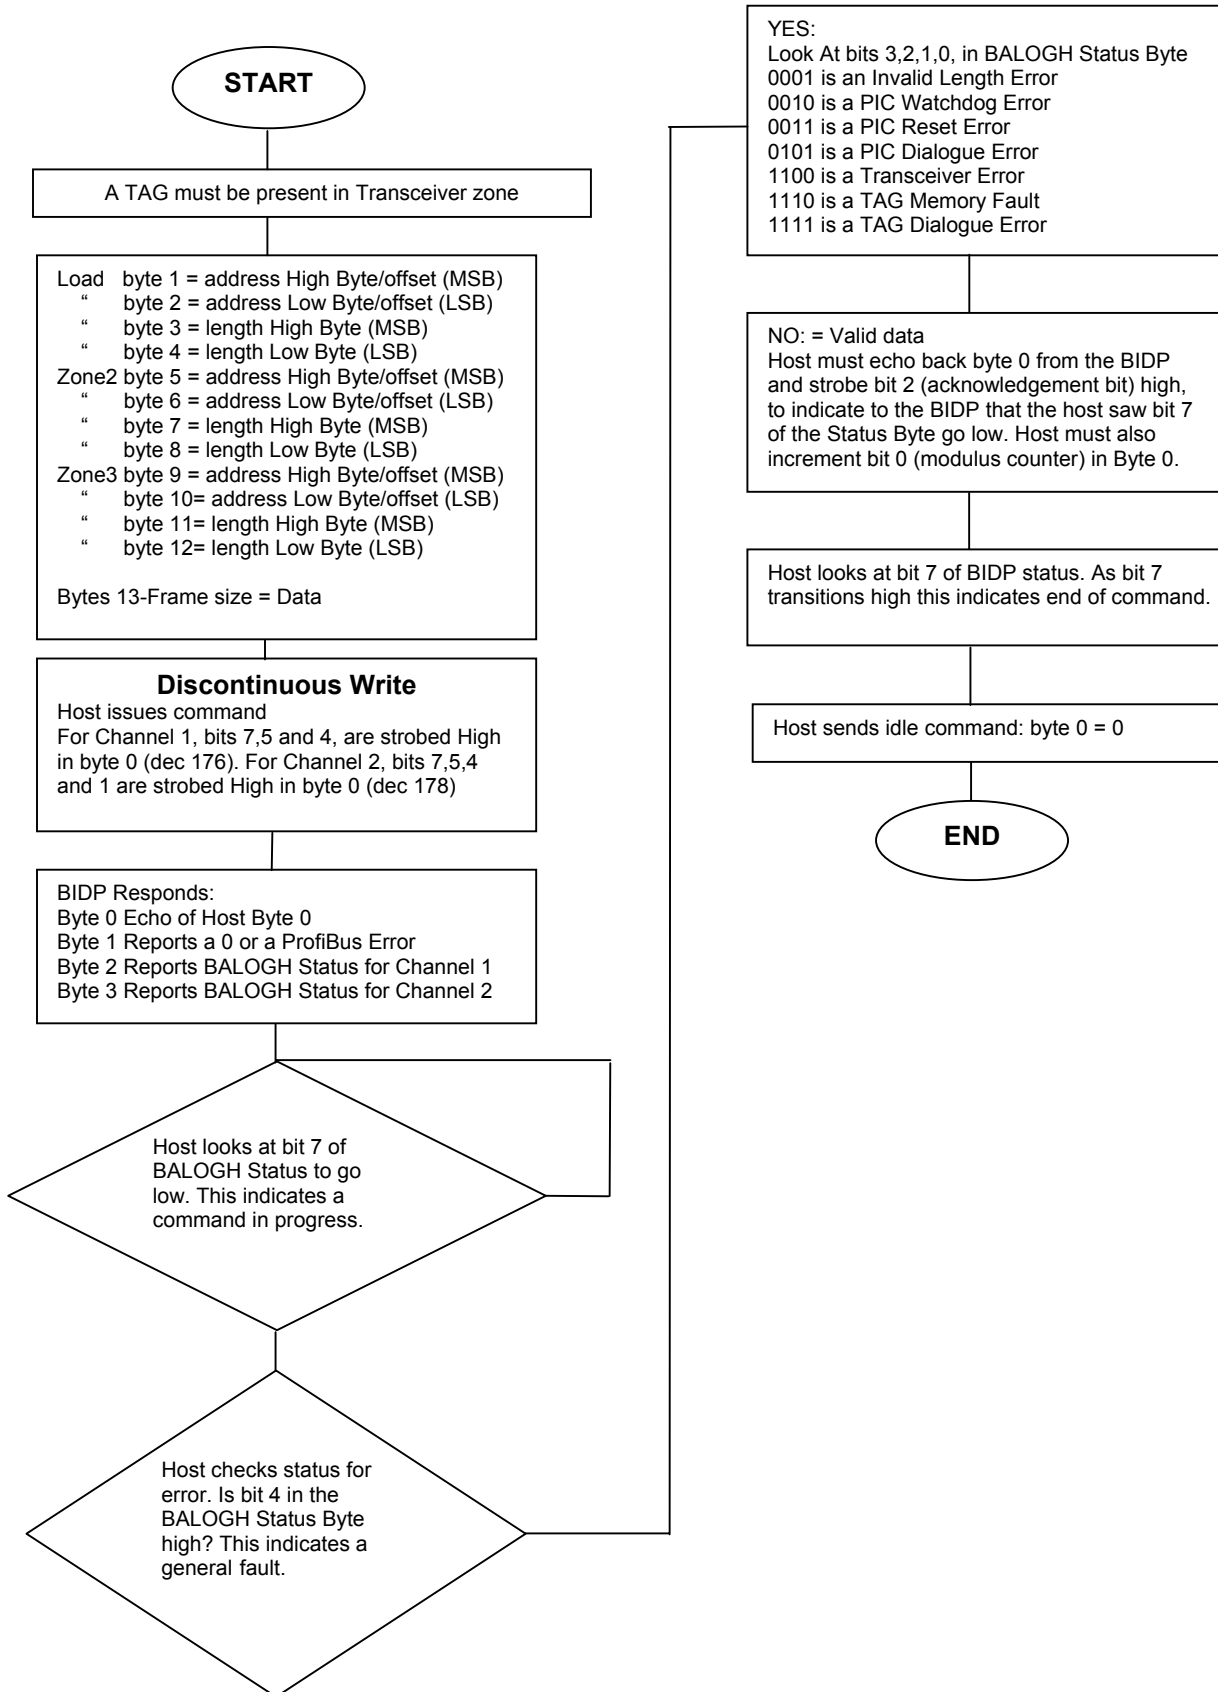 START
A TAG must be present in Transceiver zone
Load byte 1 = address High Byte/offset (MSB)
“ byte 2 = address Low Byte/offset (LSB)
“ byte 3 = length High Byte (MSB)
“ byte 4 = length Low Byte (LSB)
Zone2 byte 5 = address High Byte/offset (MSB)
“ byte 6 = address Low Byte/offset (LSB)
“ byte 7 = length High Byte (MSB)
“ byte 8 = length Low Byte (LSB)
Zone3 byte 9 = address High Byte/offset (MSB)
“ byte 10= address Low Byte/offset (LSB)
“ byte 11= length High Byte (MSB)
“ byte 12= length Low Byte (LSB)
Bytes 13-Frame size = Data
Discontinuous Write
Host issues command
For Channel 1, bits 7,5 and 4, are strobed High
in byte 0 (dec 176). For Channel 2, bits 7,5,4
and 1 are strobed High in byte 0 (dec 178)
BIDP Responds:
Byte 0 Echo of Host Byte 0
Byte 1 Reports a 0 or a ProfiBus Error
Byte 2 Reports BALOGH Status for Channel 1
Byte 3 Reports BALOGH Status for Channel 2
Host looks at bit 7 of
BALOGH Status to go
low. This indicates a
command in progress.
Host checks status for
error. Is bit 4 in the
BALOGH Status Byte
high? This indicates a
general fault.
YES:
Look At bits 3,2,1,0, in BALOGH Status Byte
0001 is an Invalid Length Error
0010 is a PIC Watchdog Error
0011 is a PIC Reset Error
0101 is a PIC Dialogue Error
1100 is a Transceiver Error
1110 is a TAG Memory Fault
1111 is a TAG Dialogue Error
NO: = Valid data
Host must echo back byte 0 from the BIDP
and strobe bit 2 (acknowledgement bit) high,
to indicate to the BIDP that the host saw bit 7
of the Status Byte go low. Host must also
increment bit 0 (modulus counter) in Byte 0.
Host looks at bit 7 of BIDP status. As bit 7
transitions high this indicates end of command.
Host sends idle command: byte 0 = 0
END